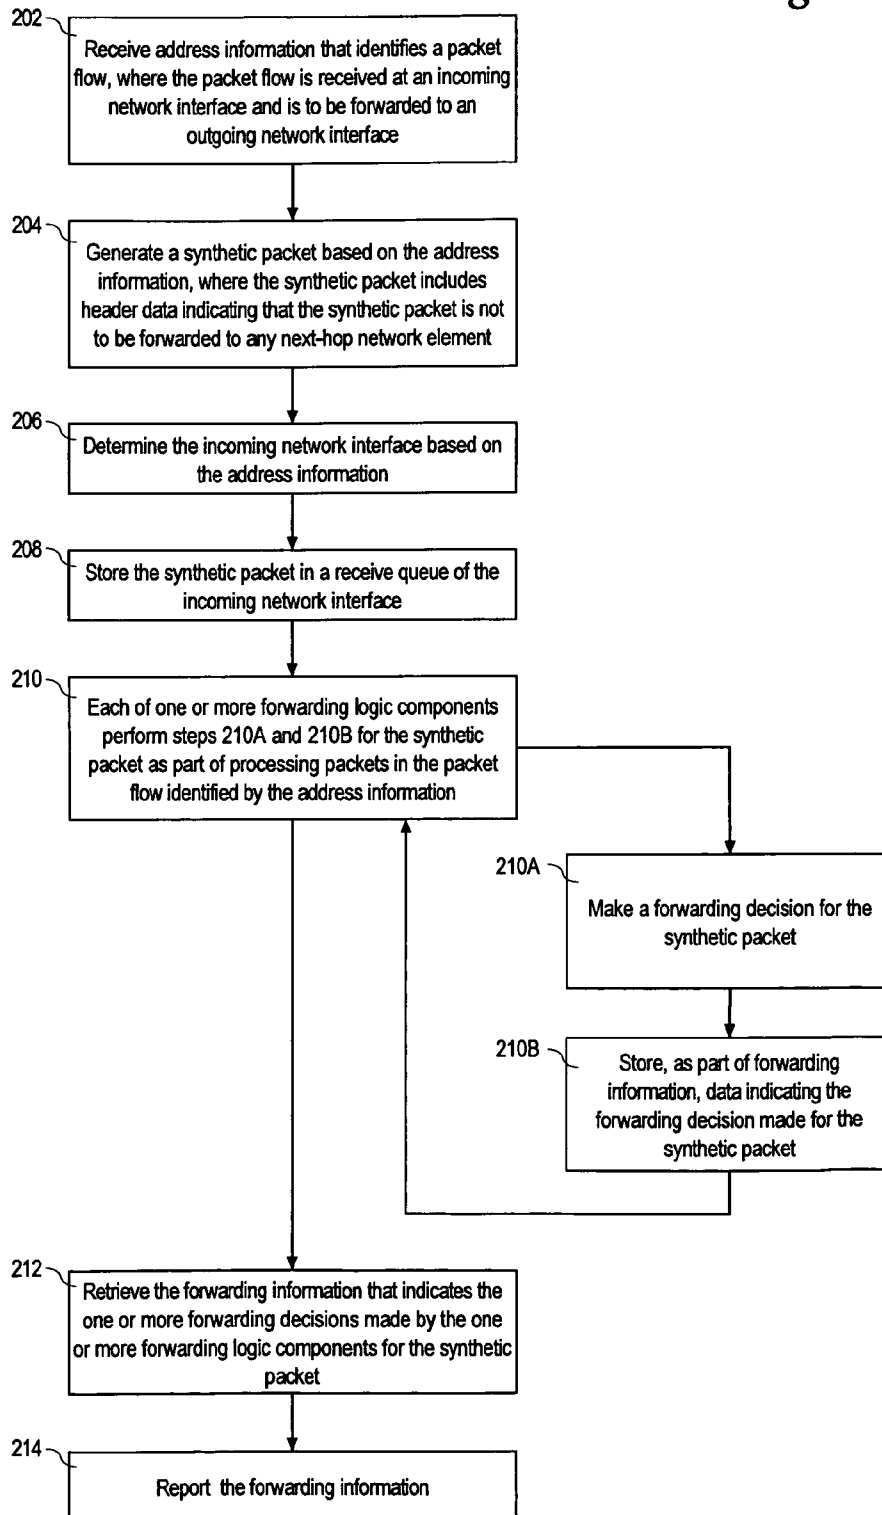 202
Receive address information that identifies a packet
flow, where the packet flow is received at an incoming
network interface and is to be forwarded to an
outgoing network interface
204
Generate a synthetic packet based on the address
information, where the synthetic packet includes
header data indicating that the synthetic packet is not
to be forwarded to any next-hop network element
206
Determine the incoming network interface based on
the address information
208
Store the synthetic packet in a receive queue of the
incoming network interface
210
Each of one or more forwarding logic components
perform steps 210A and 210B for the synthetic
packet as part of processing packets in the packet
flow identified by the address information
210A
Make a forwarding decision for the
synthetic packet
210B
Store, as part of forwarding
information, data indicating the
forwarding decision made for the
synthetic packet
212
Retrieve the forwarding information that indicates the
one or more forwarding decisions made by the one
or more forwarding logic components for the synthetic
packet
214
Report the forwarding information